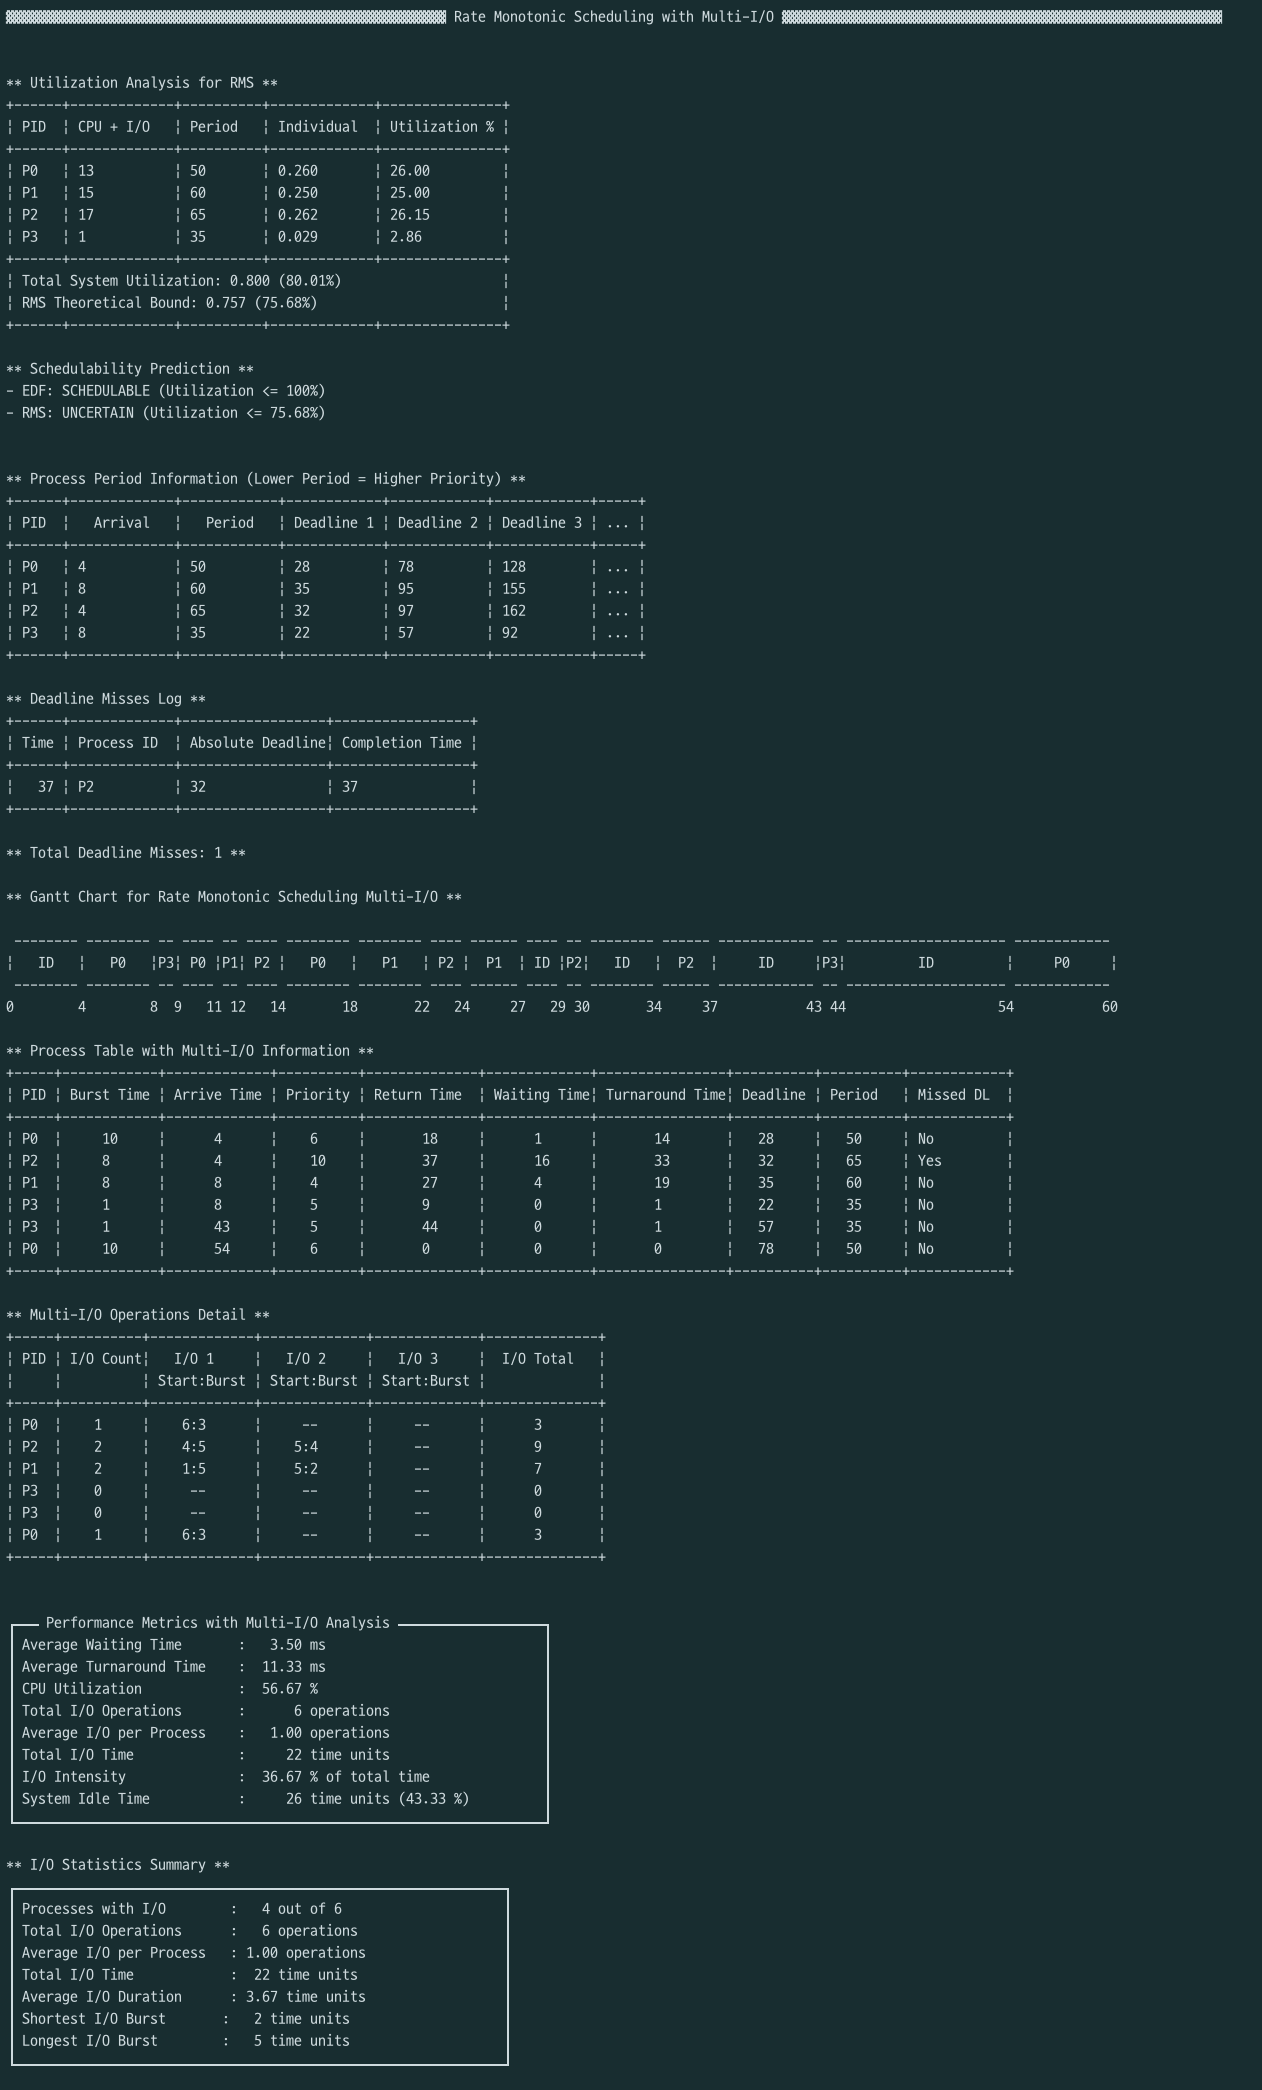 Rate Monotonic Scheduling with Multi-I/O
** Utilization Analysis for RMS **
+------+-------------+----------+-------------+---------------+
¦ PID  ¦ CPU + I/O   ¦ Period   ¦ Individual  ¦ Utilization % ¦
+------+-------------+----------+-------------+---------------+
¦ P0   ¦ 13          ¦ 50       ¦ 0.260       ¦ 26.00         ¦
¦ P1   ¦ 15          ¦ 60       ¦ 0.250       ¦ 25.00         ¦
¦ P2   ¦ 17          ¦ 65       ¦ 0.262       ¦ 26.15         ¦
¦ P3   ¦ 1           ¦ 35       ¦ 0.029       ¦ 2.86          ¦
+------+-------------+----------+-------------+---------------+
¦ Total System Utilization: 0.800 (80.01%)                    ¦
¦ RMS Theoretical Bound: 0.757 (75.68%)                       ¦
+------+-------------+----------+-------------+---------------+
** Schedulability Prediction **
- EDF: SCHEDULABLE (Utilization <= 100%)
- RMS: UNCERTAIN (Utilization <= 75.68%)
** Process Period Information (Lower Period = Higher Priority) **
+------+-------------+------------+------------+------------+------------+-----+
¦ PID  ¦   Arrival   ¦   Period   ¦ Deadline 1 ¦ Deadline 2 ¦ Deadline 3 ¦ ... ¦
+------+-------------+------------+------------+------------+------------+-----+
¦ P0   ¦ 4           ¦ 50         ¦ 28         ¦ 78         ¦ 128        ¦ ... ¦
¦ P1   ¦ 8           ¦ 60         ¦ 35         ¦ 95         ¦ 155        ¦ ... ¦
¦ P2   ¦ 4           ¦ 65         ¦ 32         ¦ 97         ¦ 162        ¦ ... ¦
¦ P3   ¦ 8           ¦ 35         ¦ 22         ¦ 57         ¦ 92         ¦ ... ¦
+------+-------------+------------+------------+------------+------------+-----+
** Deadline Misses Log **
+------+-------------+------------------+-----------------+
¦ Time ¦ Process ID  ¦ Absolute Deadline¦ Completion Time ¦
+------+-------------+------------------+-----------------+
¦   37 ¦ P2          ¦ 32               ¦ 37              ¦
+------+-------------+------------------+-----------------+
** Total Deadline Misses: 1 **
** Gantt Chart for Rate Monotonic Scheduling Multi-I/O **
 -------- -------- -- ---- -- ---- -------- -------- ---- ------ ---- -- -------- ------ ------------ -- -------------------- ------------
¦   ID   ¦   P0   ¦P3¦ P0 ¦P1¦ P2 ¦   P0   ¦   P1   ¦ P2 ¦  P1  ¦ ID ¦P2¦   ID   ¦  P2  ¦     ID     ¦P3¦         ID         ¦     P0     ¦
 -------- -------- -- ---- -- ---- -------- -------- ---- ------ ---- -- -------- ------ ------------ -- -------------------- ------------
0        4        8  9   11 12   14       18       22   24     27   29 30       34     37           43 44                   54           60
** Process Table with Multi-I/O Information **
+-----+------------+-------------+----------+--------------+-------------+----------------+----------+----------+------------+
¦ PID ¦ Burst Time ¦ Arrive Time ¦ Priority ¦ Return Time  ¦ Waiting Time¦ Turnaround Time¦ Deadline ¦ Period   ¦ Missed DL  ¦
+-----+------------+-------------+----------+--------------+-------------+----------------+----------+----------+------------+
¦ P0  ¦     10     ¦      4      ¦    6     ¦       18     ¦      1      ¦       14       ¦   28     ¦   50     ¦ No         ¦
¦ P2  ¦     8      ¦      4      ¦    10    ¦       37     ¦      16     ¦       33       ¦   32     ¦   65     ¦ Yes        ¦
¦ P1  ¦     8      ¦      8      ¦    4     ¦       27     ¦      4      ¦       19       ¦   35     ¦   60     ¦ No         ¦
¦ P3  ¦     1      ¦      8      ¦    5     ¦       9      ¦      0      ¦       1        ¦   22     ¦   35     ¦ No         ¦
¦ P3  ¦     1      ¦      43     ¦    5     ¦       44     ¦      0      ¦       1        ¦   57     ¦   35     ¦ No         ¦
¦ P0  ¦     10     ¦      54     ¦    6     ¦       0      ¦      0      ¦       0        ¦   78     ¦   50     ¦ No         ¦
+-----+------------+-------------+----------+--------------+-------------+----------------+----------+----------+------------+
** Multi-I/O Operations Detail **
+-----+----------+-------------+-------------+-------------+--------------+
¦ PID ¦ I/O Count¦   I/O 1     ¦   I/O 2     ¦   I/O 3     ¦  I/O Total   ¦
¦     ¦          ¦ Start:Burst ¦ Start:Burst ¦ Start:Burst ¦              ¦
+-----+----------+-------------+-------------+-------------+--------------+
¦ P0  ¦    1     ¦    6:3      ¦     --      ¦     --      ¦      3       ¦
¦ P2  ¦    2     ¦    4:5      ¦    5:4      ¦     --      ¦      9       ¦
¦ P1  ¦    2     ¦    1:5      ¦    5:2      ¦     --      ¦      7       ¦
¦ P3  ¦    0     ¦     --      ¦     --      ¦     --      ¦      0       ¦
¦ P3  ¦    0     ¦     --      ¦     --      ¦     --      ¦      0       ¦
¦ P0  ¦    1     ¦    6:3      ¦     --      ¦     --      ¦      3       ¦
+-----+----------+-------------+-------------+-------------+--------------+
Performance Metrics with Multi-I/O Analysis
Average Waiting Time       :   3.50 ms
Average Turnaround Time    :  11.33 ms
CPU Utilization            :  56.67 %
Total I/O Operations       :      6 operations
Average I/O per Process    :   1.00 operations
Total I/O Time             :     22 time units
I/O Intensity              :  36.67 % of total time
System Idle Time           :     26 time units (43.33 %)
** I/O Statistics Summary **
Processes with I/O        :   4 out of 6
Total I/O Operations      :   6 operations
Average I/O per Process   : 1.00 operations
Total I/O Time            :  22 time units
Average I/O Duration      : 3.67 time units
Shortest I/O Burst       :   2 time units
Longest I/O Burst        :   5 time units